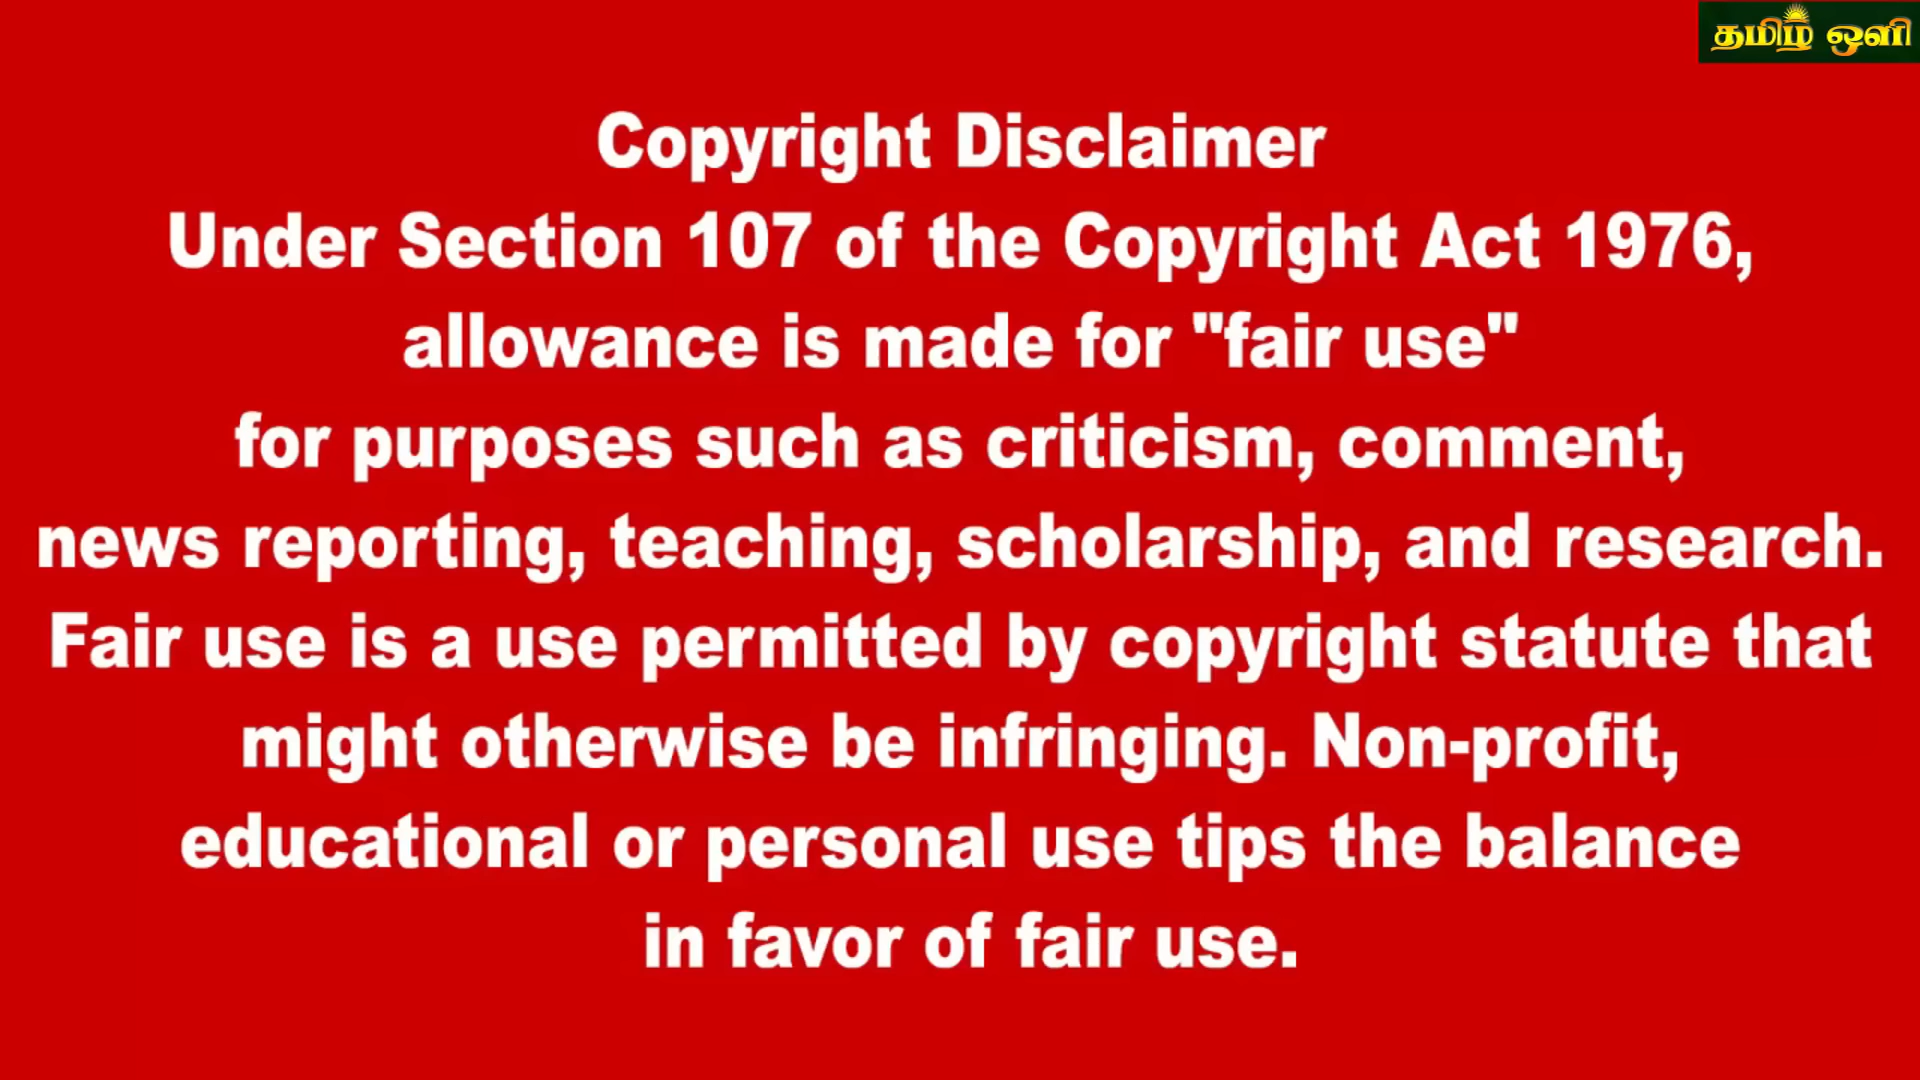 தமிழ் ஒளி
Copyright Disclaimer
Under Section 107 of the Copyright Act 1976,
allowance is made for "fair use"
for purposes such as criticism, comment,
news reporting, teaching, scholarship, and research.
Fair use is a use permitted by copyright statute that
might otherwise be infringing. Non-profit,
educational or personal use tips the balance
in favor of fair use.